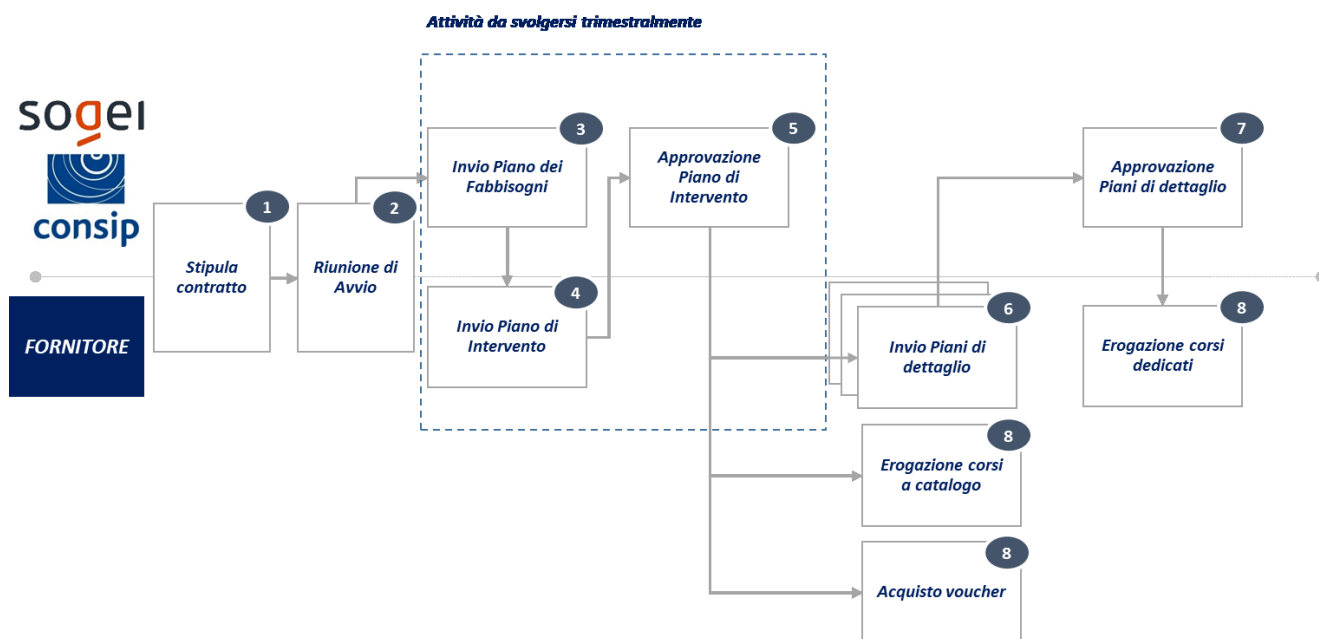 Attività da svolgersi trimestralmente
sogei
consip
FORNITORE
1
Stipula
contratto
2
Riunione di
Avvio
3
Invio Piano dei
Fabbisogni
4
Invio Piano di
Intervento
5
Approvazione
Piano di
Intervento
6
Invio Piani di
dettaglio
7
Approvazione
Piani di dettaglio
8
Erogazione corsi
dedicati
8
Erogazione corsi
a catalogo
8
Acquisto voucher